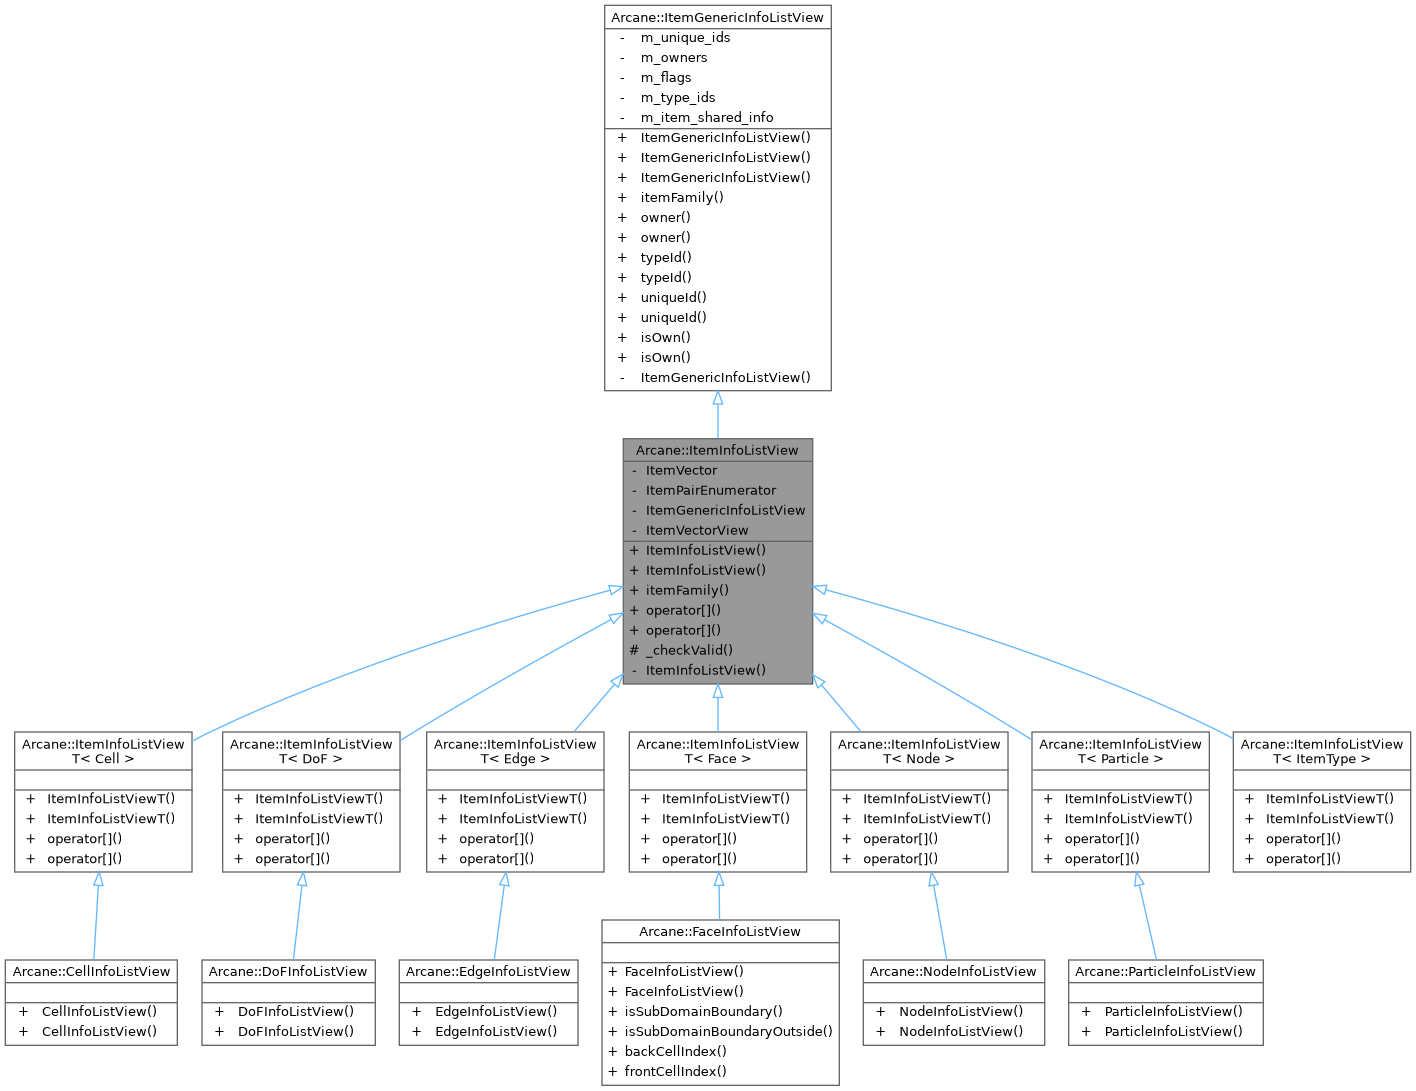 Arcane::ItemGenericInfoListView
- m_unique_ids
- m_owners
- m_flags
- m_type_ids
- m_item_shared_info
+ ItemGenericInfoListView()
+ ItemGenericInfoListView()
+ ItemGenericInfoListView()
+ itemFamily()
+ owner()
+ owner()
+ typeId()
+ typeId()
+ uniqueId()
+ uniqueId()
+ isOwn()
+ isOwn()
- ItemGenericInfoListView()
Arcane::ItemInfoListView
- ItemVector
- ItemPairEnumerator
- ItemGenericInfoListView
- ItemVectorView
+ ItemInfoListView()
+ ItemInfoListView()
+ itemFamily()
+ operator[]()
+ operator[]()
# _checkValid()
- ItemInfoListView()
Arcane::ItemInfoListView
T< Cell >
+ ItemInfoListViewT()
+ ItemInfoListViewT()
+ operator[]()
+ operator[]()
Arcane::ItemInfoListView
T< DoF >
+ ItemInfoListViewT()
+ ItemInfoListViewT()
+ operator[]()
+ operator[]()
Arcane::ItemInfoListView
T< Edge >
+ ItemInfoListViewT()
+ ItemInfoListViewT()
+ operator[]()
+ operator[]()
Arcane::ItemInfoListView
T< Face >
+ ItemInfoListViewT()
+ ItemInfoListViewT()
+ operator[]()
+ operator[]()
Arcane::ItemInfoListView
T< Node >
+ ItemInfoListViewT()
+ ItemInfoListViewT()
+ operator[]()
+ operator[]()
Arcane::ItemInfoListView
T< Particle >
+ ItemInfoListViewT()
+ ItemInfoListViewT()
+ operator[]()
+ operator[]()
Arcane::ItemInfoListView
T< ItemType >
+ ItemInfoListViewT()
+ ItemInfoListViewT()
+ operator[]()
+ operator[]()
Arcane::CellInfoListView
+ CellInfoListView()
+ CellInfoListView()
Arcane::DoFInfoListView
+ DoFInfoListView()
+ DoFInfoListView()
Arcane::EdgeInfoListView
+ EdgeInfoListView()
+ EdgeInfoListView()
Arcane::FaceInfoListView
+ FaceInfoListView()
+ FaceInfoListView()
+ isSubDomainBoundary()
+ isSubDomainBoundaryOutside()
+ backCellIndex()
+ frontCellIndex()
Arcane::NodeInfoListView
+ NodeInfoListView()
+ NodeInfoListView()
Arcane::ParticleInfoListView
+ ParticleInfoListView()
+ ParticleInfoListView()